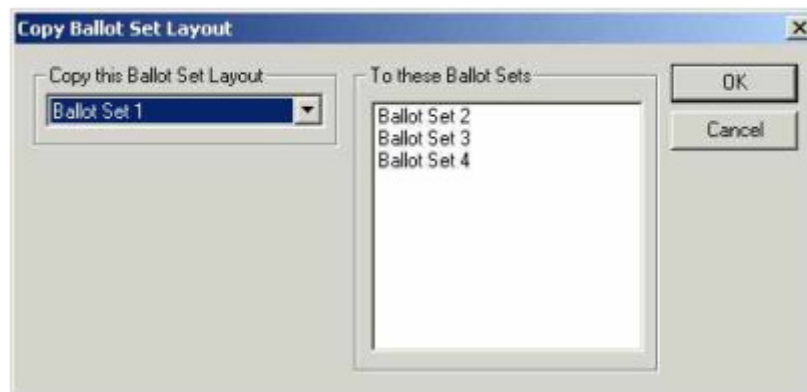 Copy Ballot Set Layout
Copy this Ballot Set Layout
Ballot Set 1
To these Ballot Sets
Ballot Set 2
Ballot Set 3
Ballot Set 4
OK
Cancel